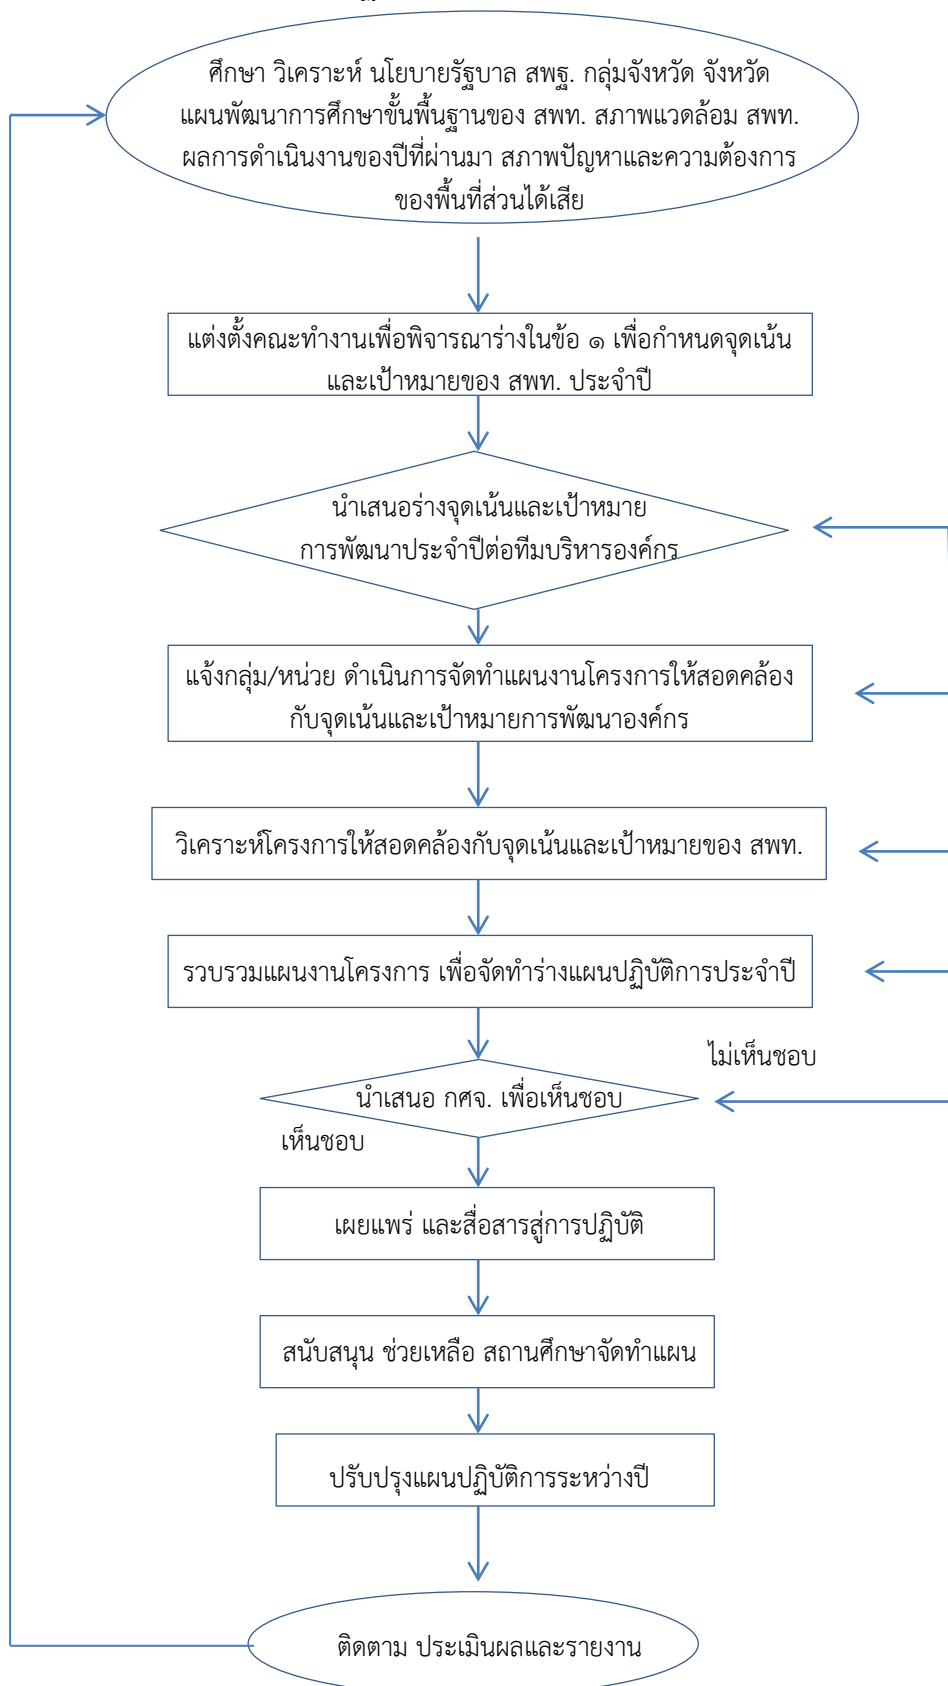 ศึกษา วิเคราะห์ นโยบายรัฐบาล สพฐ. กลุ่มจังหวัด จังหวัด
แผนพัฒนาการศึกษาขั้นพื้นฐานของ สพท. สภาพแวดล้อม สพท.
ผลการดำเนินงานของปีที่ผ่านมา สภาพปัญหาและความต้องการ
ของพื้นที่ส่วนได้เสีย
แต่งตั้งคณะทำงานเพื่อพิจารณาร่างในข้อ ๑ เพื่อกำหนดจุดเน้น
และเป้าหมายของ สพท. ประจำปี
นำเสนอร่างจุดเน้นและเป้าหมาย
การพัฒนาประจำปีต่อทีมบริหารองค์กร
แจ้งกลุ่ม/หน่วย ดำเนินการจัดทำแผนงานโครงการให้สอดคล้อง
กับจุดเน้นและเป้าหมายการพัฒนาองค์กร
วิเคราะห์โครงการให้สอดคล้องกับจุดเน้นและเป้าหมายของ สพท.
รวบรวมแผนงานโครงการ เพื่อจัดทำร่างแผนปฏิบัติการประจำปี
ไม่เห็นชอบ
นำเสนอ กศจ. เพื่อเห็นชอบ
เห็นชอบ
เผยแพร่ และสื่อสารสู่การปฏิบัติ
สนับสนุน ช่วยเหลือ สถานศึกษาจัดทำแผน
ปรับปรุงแผนปฏิบัติการระหว่างปี
ติดตาม ประเมินผลและรายงาน